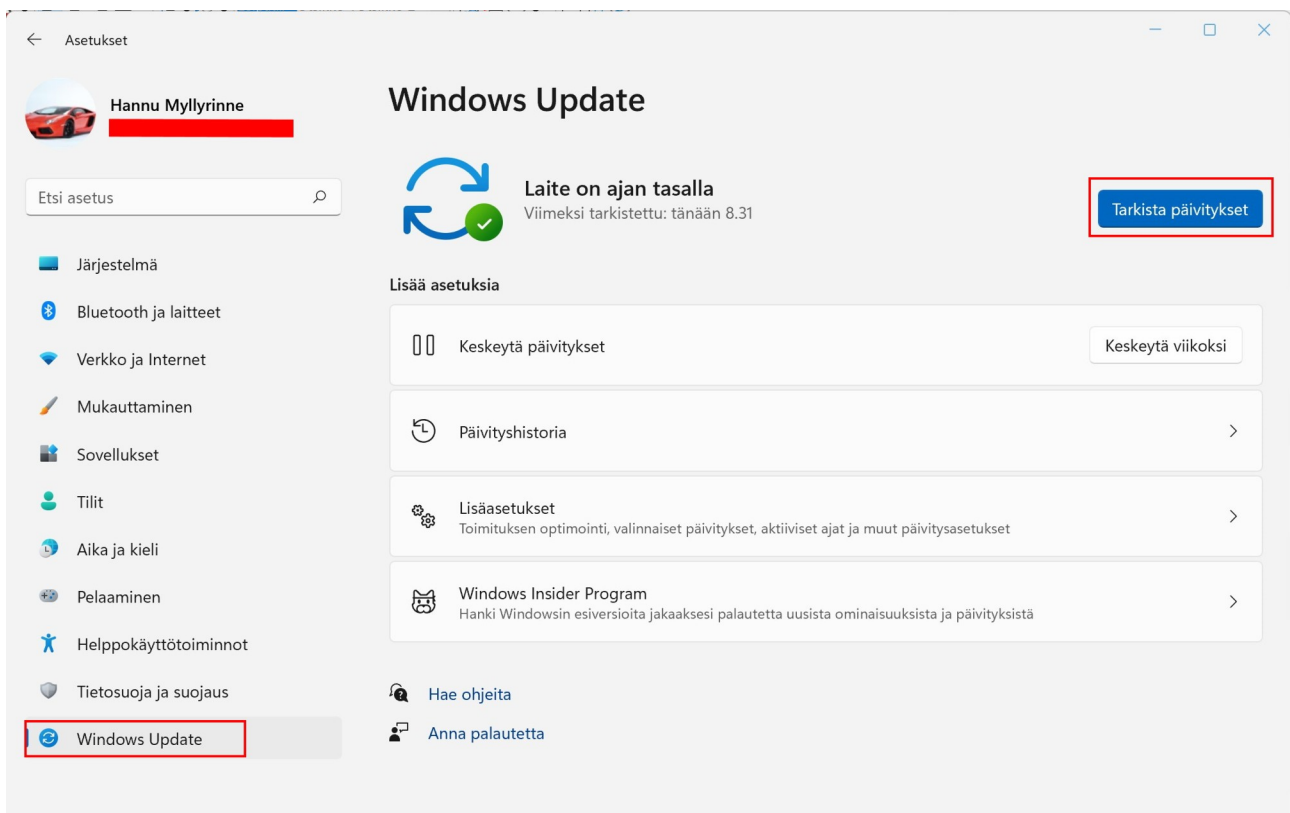 Asetukset
Hannu Myllyrinne
Etsi asetus
Järjestelmä
Bluetooth ja laitteet
Verkko ja Internet
Mukauttaminen
Sovellukset
Tilit
Aika ja kieli
Pelaaminen
Helppokäyttötoiminnot
Tietosuoja ja suojaus
Windows Update
Windows Update
Laite on ajan tasalla
Viimeksi tarkistettu: tänään 8.31
Tarkista päivitykset
Lisää asetuksia
Keskeytä päivitykset
Keskeytä viikoksi
Päivityshistoria
Lisäasetukset
Toimituksen optimointi, valinnaiset päivitykset, aktiiviset ajat ja muut päivitysasetukset
Windows Insider Program
Hanki Windowsin esiversioita jakaaksesi palautetta uusista ominaisuuksista ja päivityksistä
Hae ohjeita
Anna palautetta